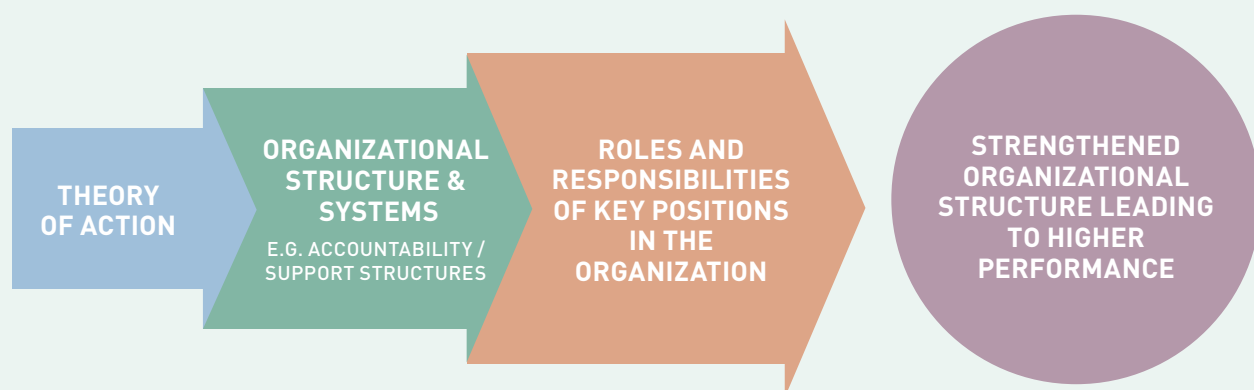 THEORY
OF ACTION
ORGANIZATIONAL
STRUCTURE &
SYSTEMS
E.G. ACCOUNTABILITY /
SUPPORT STRUCTURES
ROLES AND
RESPONSIBILITIES
OF KEY POSITIONS
IN THE
ORGANIZATION
STRENGTHENED
ORGANIZATIONAL
STRUCTURE LEADING
TO HIGHER
PERFORMANCE